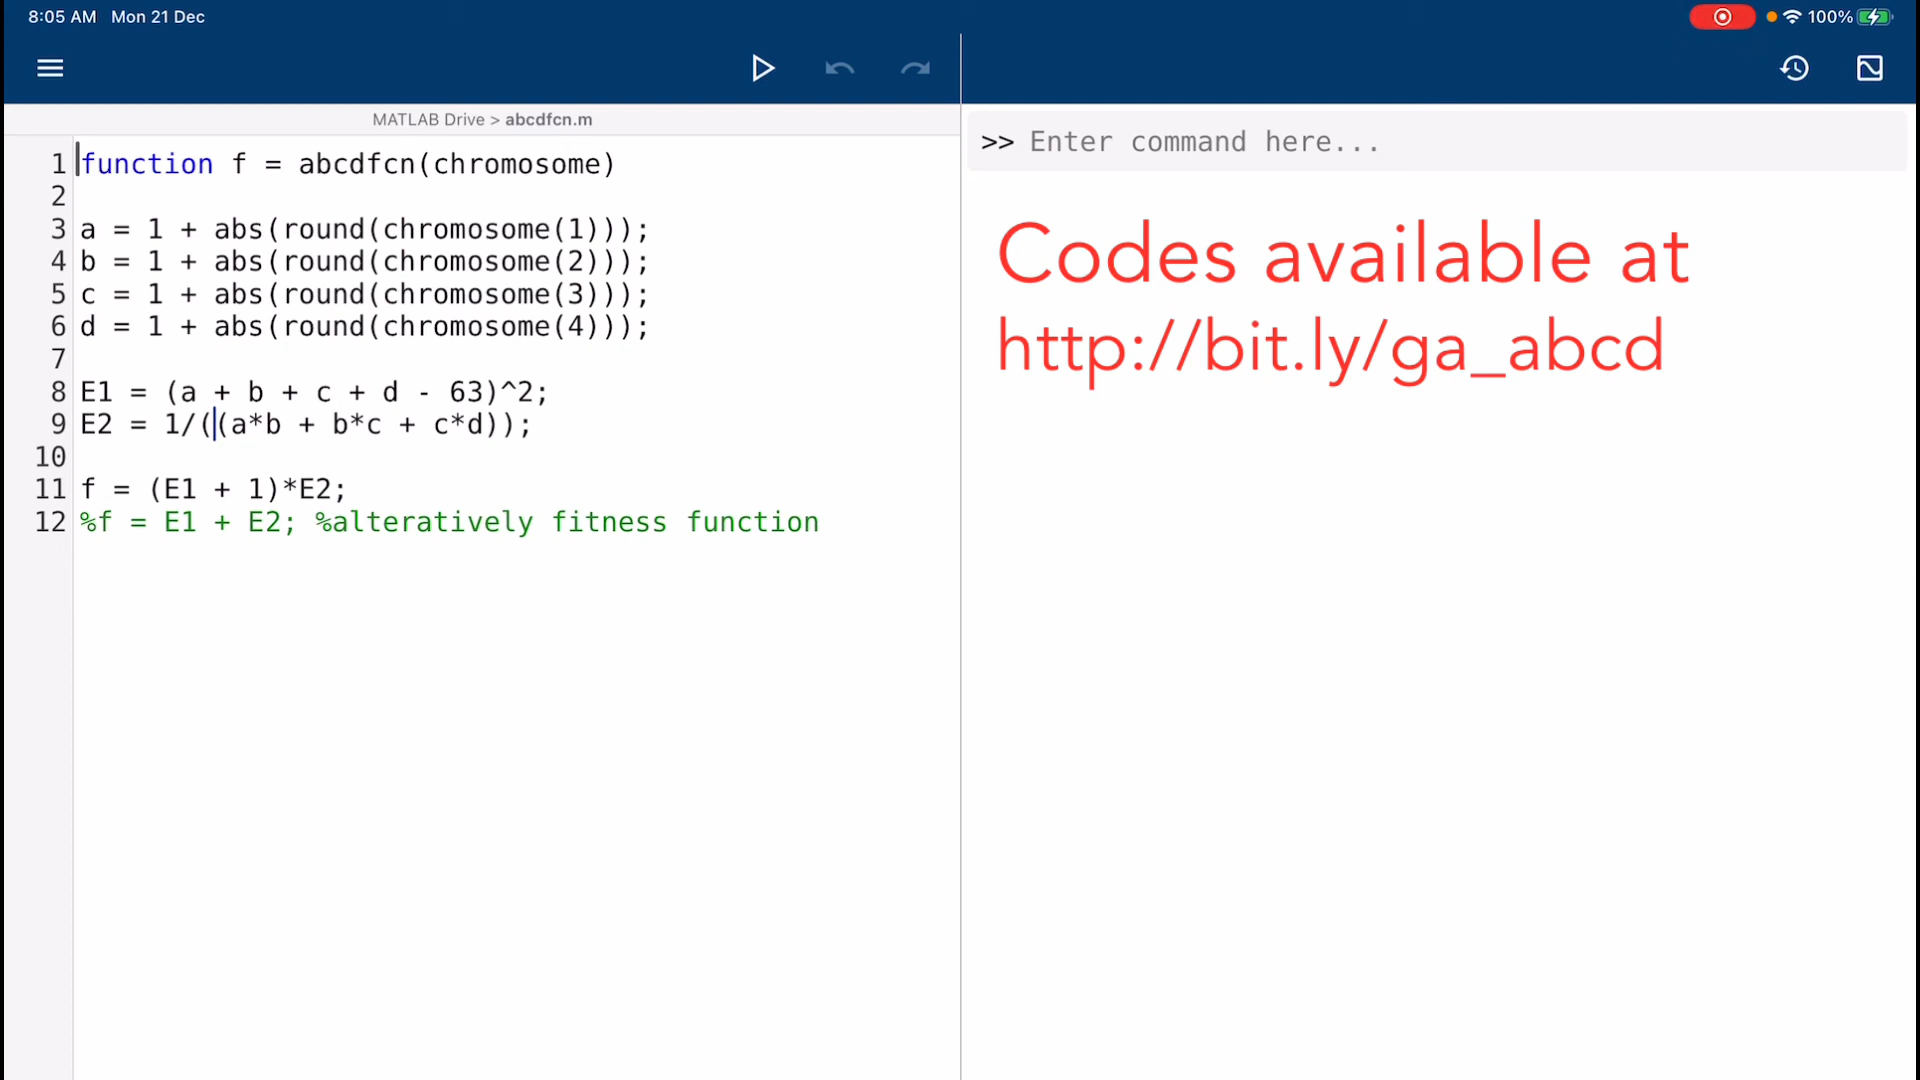 8:05 AM Mon 21 Dec
100%
MATLAB Drive > abcdfcn.m
1 function f = abcdfcn(chromosome)
2
3 a = 1 + abs(round(chromosome(1)));
4 b = 1 + abs(round(chromosome(2)));
5 c = 1 + abs(round(chromosome(3)));
6 d = 1 + abs(round(chromosome(4)));
7
8 E1 = (a + b + c + d - 63)^2;
9 E2 = 1/((a*b + b*c + c*d));
10
11 f = (E1 + 1)*E2;
12 %f = E1 + E2; %alteratively fitness function
>> Enter command here...
Codes available at
http://bit.ly/ga_abcd